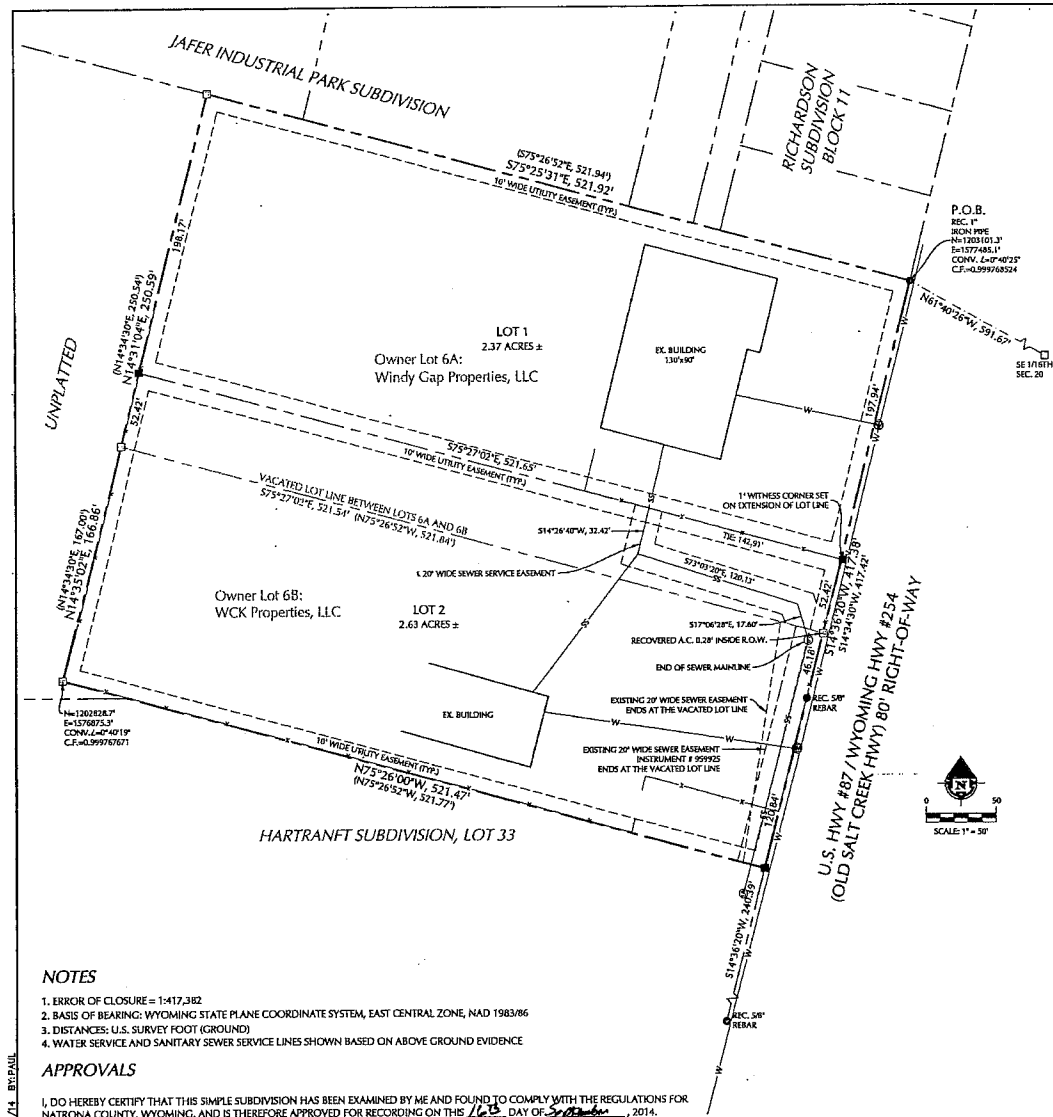 JAFER INDUSTRIAL PARK SUBDIVISION
RICHARDSON
SUBDIVISION
BLOCK 11
(S75°26'52"E, 521.94')
S75°25'31"E, 521.92'
10' WIDE UTILITY EASEMENT (TYP.)
P.O.B.
REC. 1"
IRON PIPE
N=1203101.3'
E=1577485.1'
CONV. ∠=0°40'25"
C.F.=0.999768524
N61°40'26"W, 591.67'
SE 1/16TH
SEC. 20
198.17'
(N14°34'30"E, 250.54')
N14°31'04"E, 250.59'
UNPLATTED
LOT 1
2.37 ACRES ±
Owner Lot 6A:
Windy Gap Properties, LLC
EX. BUILDING
130'x90'
W
197.94'
W
W
52.42'
S75°27'02"E, 521.65'
10' WIDE UTILITY EASEMENT (TYP.)
1' WITNESS CORNER SET
ON EXTENSION OF LOT LINE
VACATED LOT LINE BETWEEN LOTS 6A AND 6B
S75°27'02"E, 521.54' (N75°26'52"W, 521.84')
SS
S14°26'40"W, 32.42'
TIE: 142.91'
S73°03'20"E, 120.13'
SS
℄ 20' WIDE SEWER SERVICE EASEMENT
52.42'
S14°36'20"W, 417.38'
S14°34'30"W, 417.42'
(N14°34'30"E, 167.00')
N14°35'02"E, 166.86'
Owner Lot 6B:
WCK Properties, LLC
LOT 2
2.63 ACRES ±
SS
S17°06'28"E, 17.60'
RECOVERED A.C. 0.28' INSIDE R.O.W.
END OF SEWER MAINLINE
46.18'
REC. 5/8"
REBAR
EXISTING 20' WIDE SEWER EASEMENT
ENDS AT THE VACATED LOT LINE
SS
W
EX. BUILDING
EXISTING 20' WIDE SEWER EASEMENT
INSTRUMENT # 959925
ENDS AT THE VACATED LOT LINE
N=1202828.7'
E=1576875.3'
CONV.∠=0°40'19"
C.F.=0.999767671
10' WIDE UTILITY EASEMENT (TYP.)
N75°26'00"W, 521.47'
(N75°26'52"W, 521.77')
SS
120.84'
W
HARTRANFT SUBDIVISION, LOT 33
U.S. HWY #87 / WYOMING HWY #254
(OLD SALT CREEK HWY) 80' RIGHT-OF-WAY
N
0 50
SCALE: 1" = 50'
S14°36'20"W, 240.39'
W
REC. 5/8"
REBAR
W
NOTES
1. ERROR OF CLOSURE = 1:417,382
2. BASIS OF BEARING: WYOMING STATE PLANE COORDINATE SYSTEM, EAST CENTRAL ZONE, NAD 1983/86
3. DISTANCES: U.S. SURVEY FOOT (GROUND)
4. WATER SERVICE AND SANITARY SEWER SERVICE LINES SHOWN BASED ON ABOVE GROUND EVIDENCE
APPROVALS
I, DO HEREBY CERTIFY THAT THIS SIMPLE SUBDIVISION HAS BEEN EXAMINED BY ME AND FOUND TO COMPLY WITH THE REGULATIONS FOR
NATRONA COUNTY, WYOMING, AND IS THEREFORE APPROVED FOR RECORDING ON THIS 16th DAY OF September, 2014.
/14 BY:PAUL